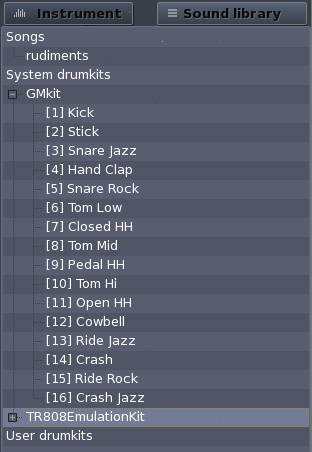 Instrument Sound library
Songs
rudiments
System drumkits
GMkit
[1] Kick
[2] Stick
[3] Snare Jazz
[4] Hand Clap
[5] Snare Rock
[6] Tom Low
[7] Closed HH
[8] Tom Mid
[9] Pedal HH
[10] Tom Hi
[11] Open HH
[12] Cowbell
[13] Ride Jazz
[14] Crash
[15] Ride Rock
[16] Crash Jazz
TR808EmulationKit
User drumkits